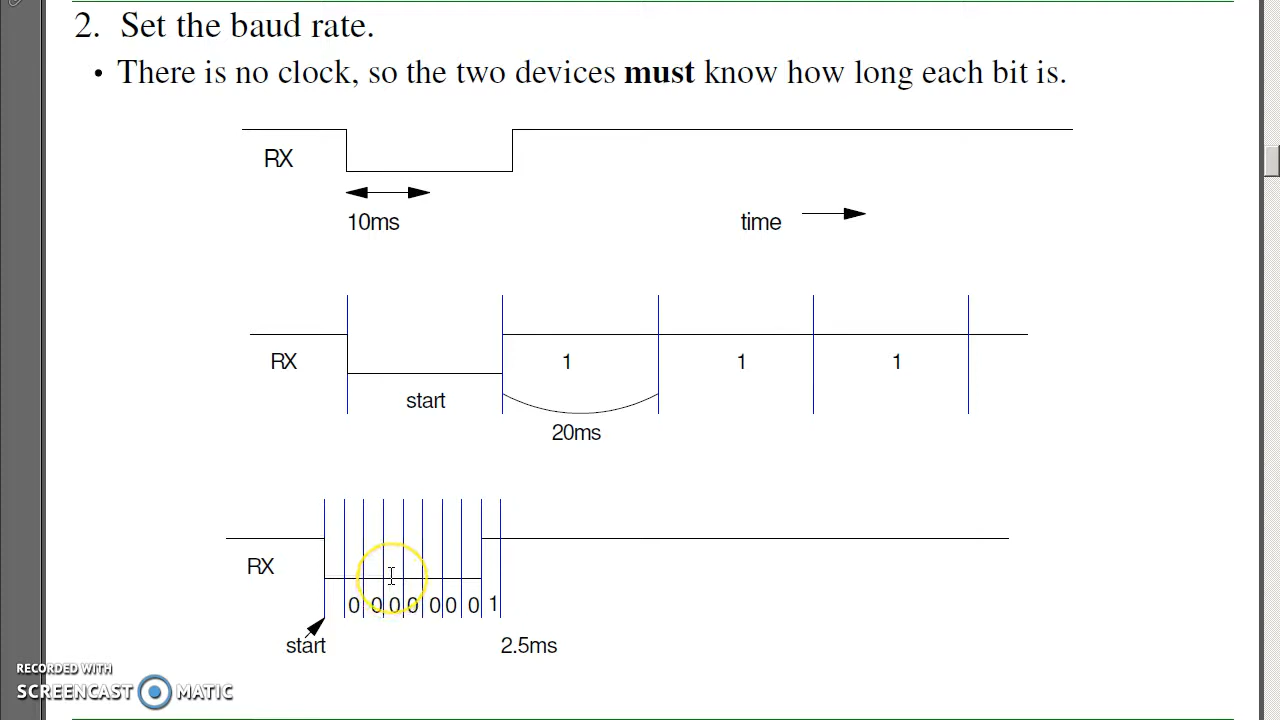 2. Set the baud rate.
• There is no clock, so the two devices must know how long each bit is.
RX
10ms
time
RX
1
1
1
start
20ms
RX
0 0 0 0 0 0 0 1
start
2.5ms
RECORDED WITH
SCREENCAST MATIC